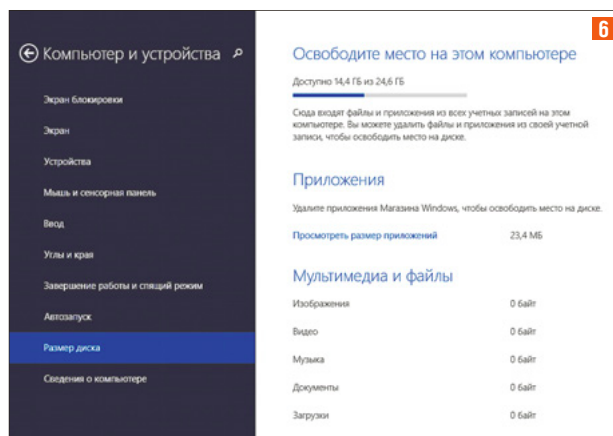 6
Компьютер и устройства
Экран блокировки
Экран
Устройства
Мышь и сенсорная панель
Ввод
Углы и края
Завершение работы и спящий режим
Автозапуск
Размер диска
Сведения о компьютере
Освободите место на этом компьютере
Доступно 14,4 ГБ из 24,6 ГБ
Сюда входят файлы и приложения из всех учетных записей на этом
компьютере. Вы можете удалить файлы и приложения из своей учетной
записи, чтобы освободить место на диске.
Приложения
Удалите приложения Магазина Windows, чтобы освободить место на диске.
Просмотреть размер приложений 23,4 МБ
Мультимедиа и файлы
Изображения 0 байт
Видео 0 байт
Музыка 0 байт
Документы 0 байт
Загрузки 0 байт